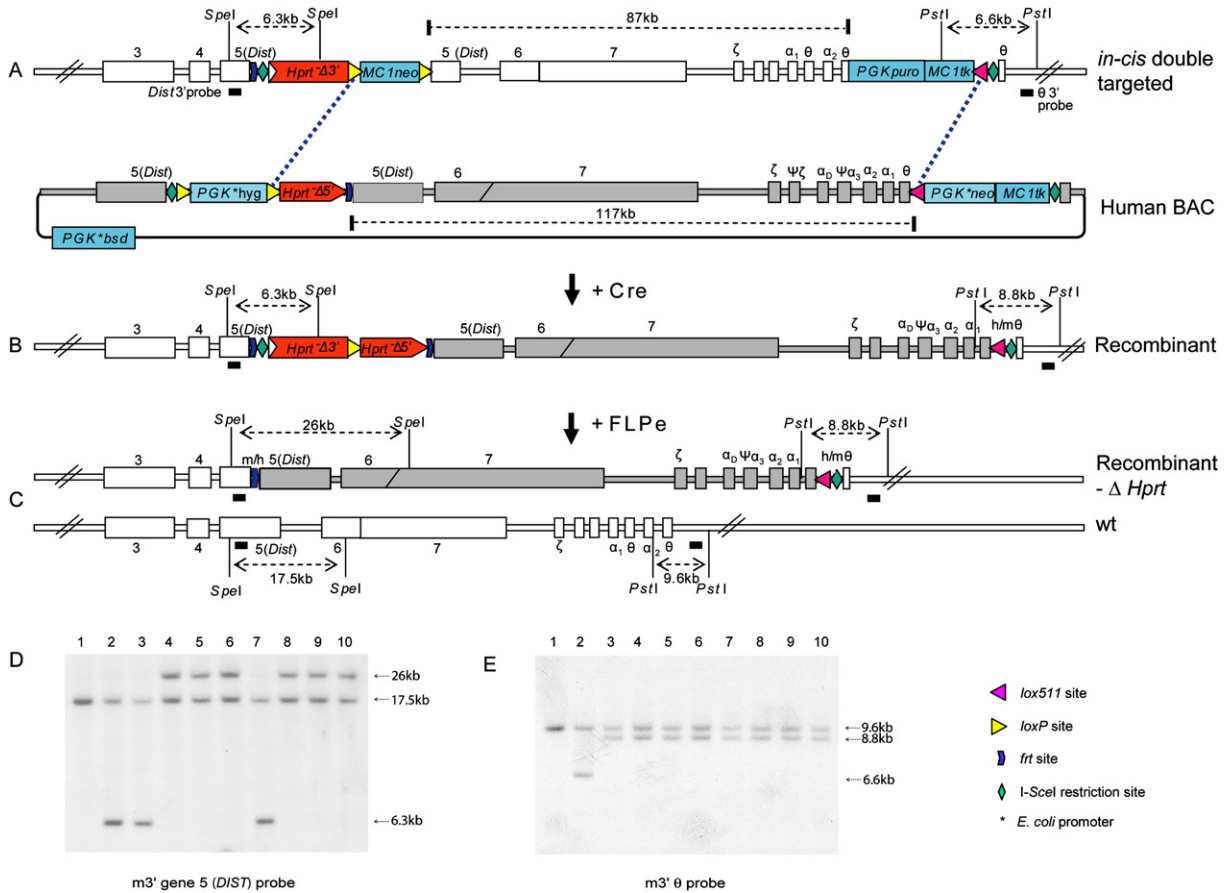 SpeI SpeI 87kb PstI PstI
6.3kb 6.6kb
3 4 5(Dist) 5 (Dist) 6 7 ζ α1 θ α2 θ θ
A Hprt-Δ3' MC1neo PGKpuro MC1tk in-cis double targeted
Dist3'probe θ 3' probe
5(Dist) 5(Dist) 6 7 ζ Ψζ αD Ψα3 α2 α1 θ
PGK*hyg Hprt-Δ5' PGK*neo MC1tk Human BAC
117kb
PGK*bsd
+ Cre
SpeI SpeI PstI PstI
6.3kb 8.8kb
3 4 5(Dist) 5(Dist) 6 7 ζ αD Ψα3 α2 α1 h/mθ
B Hprt-Δ3' Hprt-Δ5' Recombinant
+ FLPe
SpeI SpeI PstI PstI
26kb 8.8kb
3 4 m/h 5(Dist) 6 7 ζ αD Ψα3 α2 α1 h/mθ
Recombinant
- Δ Hprt
C wt
3 4 5(Dist) 6 7 ζ α1 θ α2 θ
17.5kb 9.6kb
SpeI SpeI PstI PstI
D 1 2 3 4 5 6 7 8 9 10
26kb
17.5kb
6.3kb
m3' gene 5 (DIST) probe
E 1 2 3 4 5 6 7 8 9 10
9.6kb
8.8kb
6.6kb
m3' θ probe
lox511 site
loxP site
frt site
I-SceI restriction site
* E. coli promoter